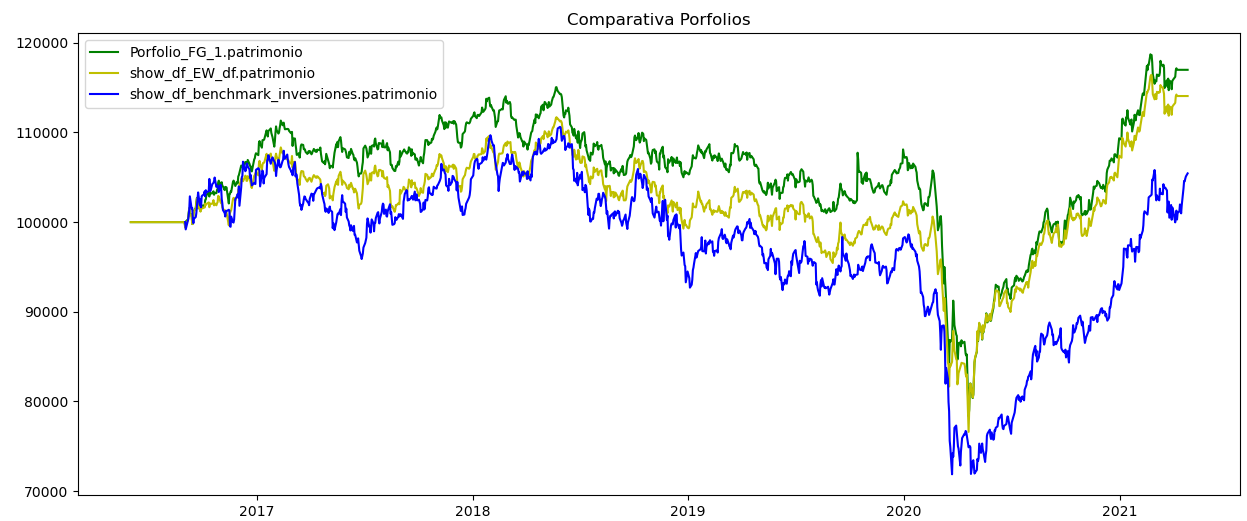 Comparativa Porfolios
120000
110000
100000
90000
80000
70000
Porfolio_FG_1.patrimonio
show_df_EW_df.patrimonio
show_df_benchmark_inversiones.patrimonio
2017
2018
2019
2020
2021